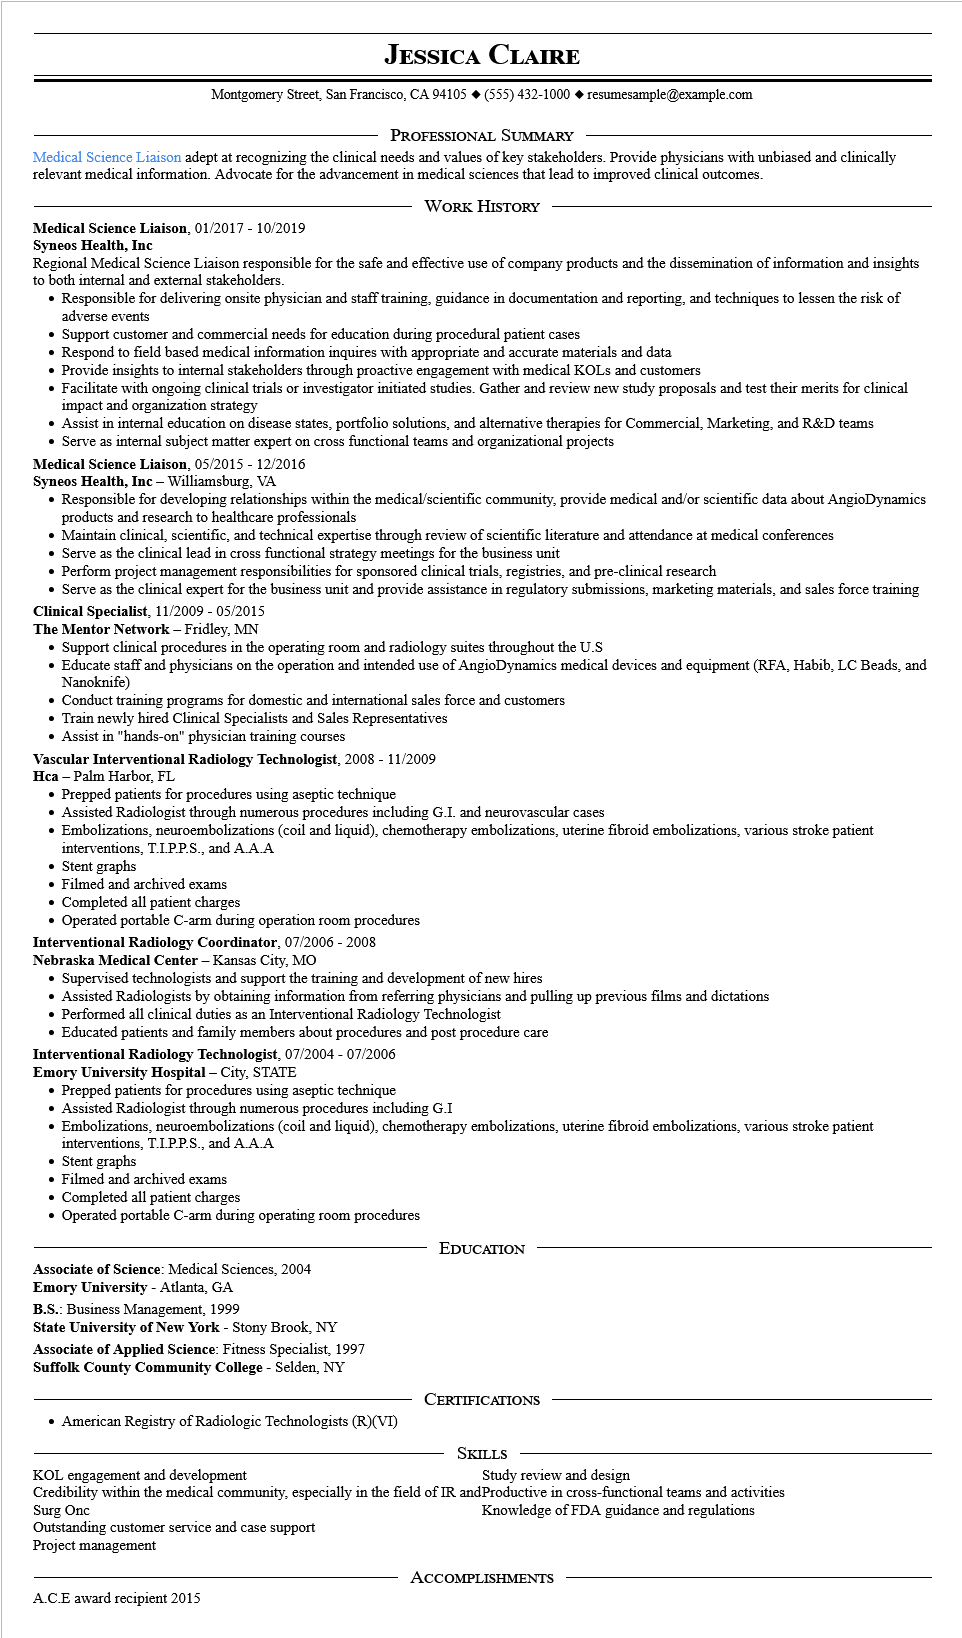 Jessica Claire
Montgomery Street, San Francisco, CA 94105 ◆ (555) 432-1000 ◆ resumesample@example.com
Professional Summary
Medical Science Liaison adept at recognizing the clinical needs and values of key stakeholders. Provide physicians with unbiased and clinically
relevant medical information. Advocate for the advancement in medical sciences that lead to improved clinical outcomes.
Work History
Medical Science Liaison, 01/2017 - 10/2019
Syneos Health, Inc
Regional Medical Science Liaison responsible for the safe and effective use of company products and the dissemination of information and insights
to both internal and external stakeholders.
• Responsible for delivering onsite physician and staff training, guidance in documentation and reporting, and techniques to lessen the risk of
adverse events
• Support customer and commercial needs for education during procedural patient cases
• Respond to field based medical information inquires with appropriate and accurate materials and data
• Provide insights to internal stakeholders through proactive engagement with medical KOLs and customers
• Facilitate with ongoing clinical trials or investigator initiated studies. Gather and review new study proposals and test their merits for clinical
impact and organization strategy
• Assist in internal education on disease states, portfolio solutions, and alternative therapies for Commercial, Marketing, and R&D teams
• Serve as internal subject matter expert on cross functional teams and organizational projects
Medical Science Liaison, 05/2015 - 12/2016
Syneos Health, Inc – Williamsburg, VA
• Responsible for developing relationships within the medical/scientific community, provide medical and/or scientific data about AngioDynamics
products and research to healthcare professionals
• Maintain clinical, scientific, and technical expertise through review of scientific literature and attendance at medical conferences
• Serve as the clinical lead in cross functional strategy meetings for the business unit
• Perform project management responsibilities for sponsored clinical trials, registries, and pre-clinical research
• Serve as the clinical expert for the business unit and provide assistance in regulatory submissions, marketing materials, and sales force training
Clinical Specialist, 11/2009 - 05/2015
The Mentor Network – Fridley, MN
• Support clinical procedures in the operating room and radiology suites throughout the U.S
• Educate staff and physicians on the operation and intended use of AngioDynamics medical devices and equipment (RFA, Habib, LC Beads, and
Nanoknife)
• Conduct training programs for domestic and international sales force and customers
• Train newly hired Clinical Specialists and Sales Representatives
• Assist in "hands-on" physician training courses
Vascular Interventional Radiology Technologist, 2008 - 11/2009
Hca – Palm Harbor, FL
• Prepped patients for procedures using aseptic technique
• Assisted Radiologist through numerous procedures including G.I. and neurovascular cases
• Embolizations, neuroembolizations (coil and liquid), chemotherapy embolizations, uterine fibroid embolizations, various stroke patient
interventions, T.I.P.P.S., and A.A.A
• Stent graphs
• Filmed and archived exams
• Completed all patient charges
• Operated portable C-arm during operation room procedures
Interventional Radiology Coordinator, 07/2006 - 2008
Nebraska Medical Center – Kansas City, MO
• Supervised technologists and support the training and development of new hires
• Assisted Radiologists by obtaining information from referring physicians and pulling up previous films and dictations
• Performed all clinical duties as an Interventional Radiology Technologist
• Educated patients and family members about procedures and post procedure care
Interventional Radiology Technologist, 07/2004 - 07/2006
Emory University Hospital – City, STATE
• Prepped patients for procedures using aseptic technique
• Assisted Radiologist through numerous procedures including G.I
• Embolizations, neuroembolizations (coil and liquid), chemotherapy embolizations, uterine fibroid embolizations, various stroke patient
interventions, T.I.P.P.S., and A.A.A
• Stent graphs
• Filmed and archived exams
• Completed all patient charges
• Operated portable C-arm during operating room procedures
Education
Associate of Science: Medical Sciences, 2004
Emory University - Atlanta, GA
B.S.: Business Management, 1999
State University of New York - Stony Brook, NY
Associate of Applied Science: Fitness Specialist, 1997
Suffolk County Community College - Selden, NY
Certifications
• American Registry of Radiologic Technologists (R)(VI)
Skills
KOL engagement and development
Credibility within the medical community, especially in the field of IR and
Surg Onc
Outstanding customer service and case support
Project management
Study review and design
Productive in cross-functional teams and activities
Knowledge of FDA guidance and regulations
Accomplishments
A.C.E award recipient 2015